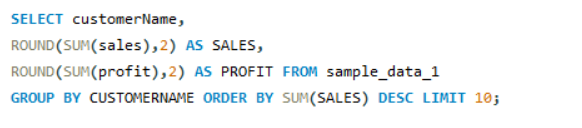 SELECT customerName,
ROUND(SUM(sales),2) AS SALES,
ROUND(SUM(profit),2) AS PROFIT FROM sample_data_1
GROUP BY CUSTOMERNAME ORDER BY SUM(SALES) DESC LIMIT 10;